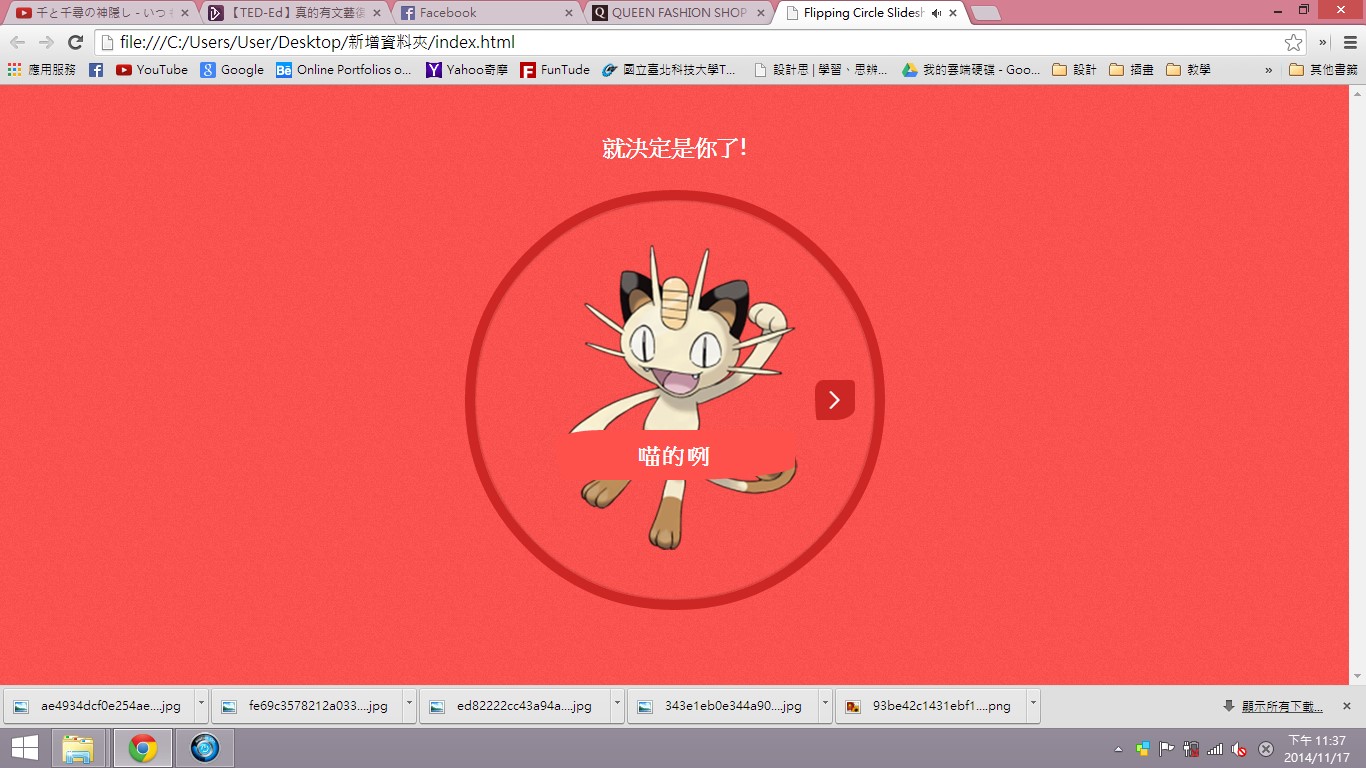 千と千尋の神隠し - いつも
【TED-Ed】真的有文藝復
Facebook
QUEEN FASHION SHOP
Flipping Circle Slidesh
file:///C:/Users/User/Desktop/新增資料夾/index.html
應用服務
YouTube
Google
Bē Online Portfolios o...
Yahoo奇摩
FunTude
國立臺北科技大學T...
設計思 | 學習、思辨...
我的雲端硬碟 - Goo...
設計
插畫
教學
其他書籤
就決定是你了!
喵的咧
ae4934dcf0e254ae....jpg
fe69c3578212a033....jpg
ed82222cc43a94a....jpg
343e1eb0e344a90....jpg
93be42c1431ebf1....png
顯示所有下載...
下午 11:37
2014/11/17